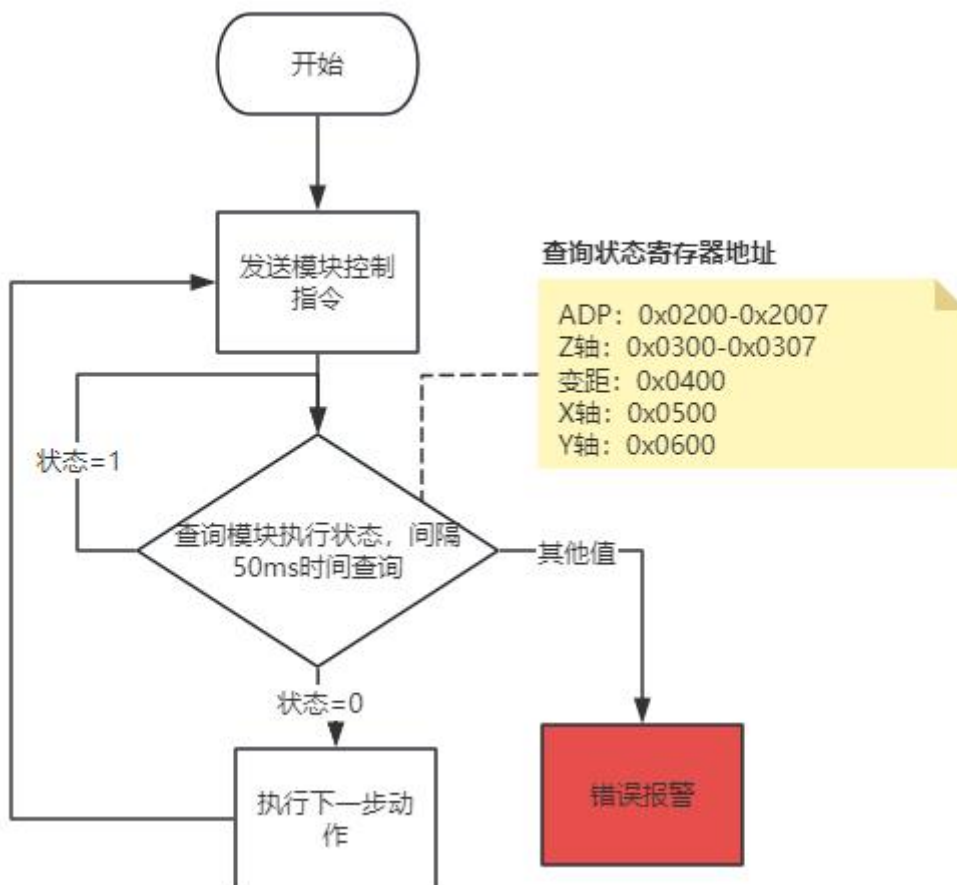 开始
发送模块控制
指令
查询状态寄存器地址
ADP：0x0200-0x2007
Z轴：0x0300-0x0307
变距：0x0400
X轴：0x0500
Y轴：0x0600
状态=1
查询模块执行状态，间隔
50ms时间查询
其他值
状态=0
执行下一步动
作
错误报警